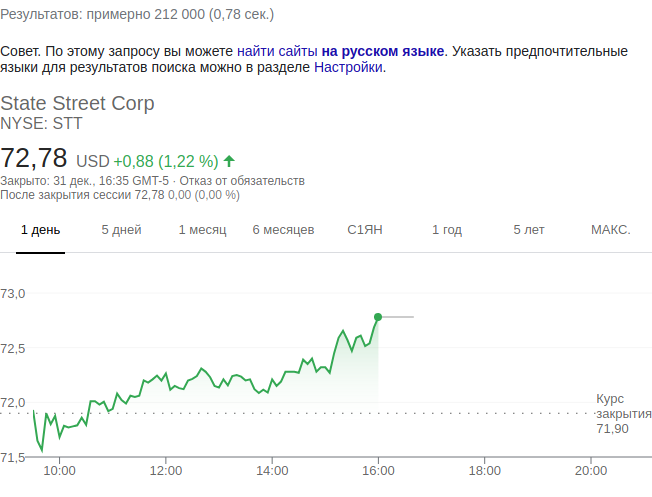 Результатов: примерно 212 000 (0,78 сек.)
Совет. По этому запросу вы можете найти сайты на русском языке. Указать предпочтительные
языки для результатов поиска можно в разделе Настройки.
State Street Corp
NYSE: STT
72,78 USD +0,88 (1,22 %)
Закрыто: 31 дек., 16:35 GMT-5 · Отказ от обязательств
После закрытия сессии 72,78 0,00 (0,00 %)
1 день 5 дней 1 месяц 6 месяцев С1ЯН 1 год 5 лет МАКС.
73,0
72,5
72,0
Курс
закрытия
71,90
71,5
10:00 12:00 14:00 16:00 18:00 20:00